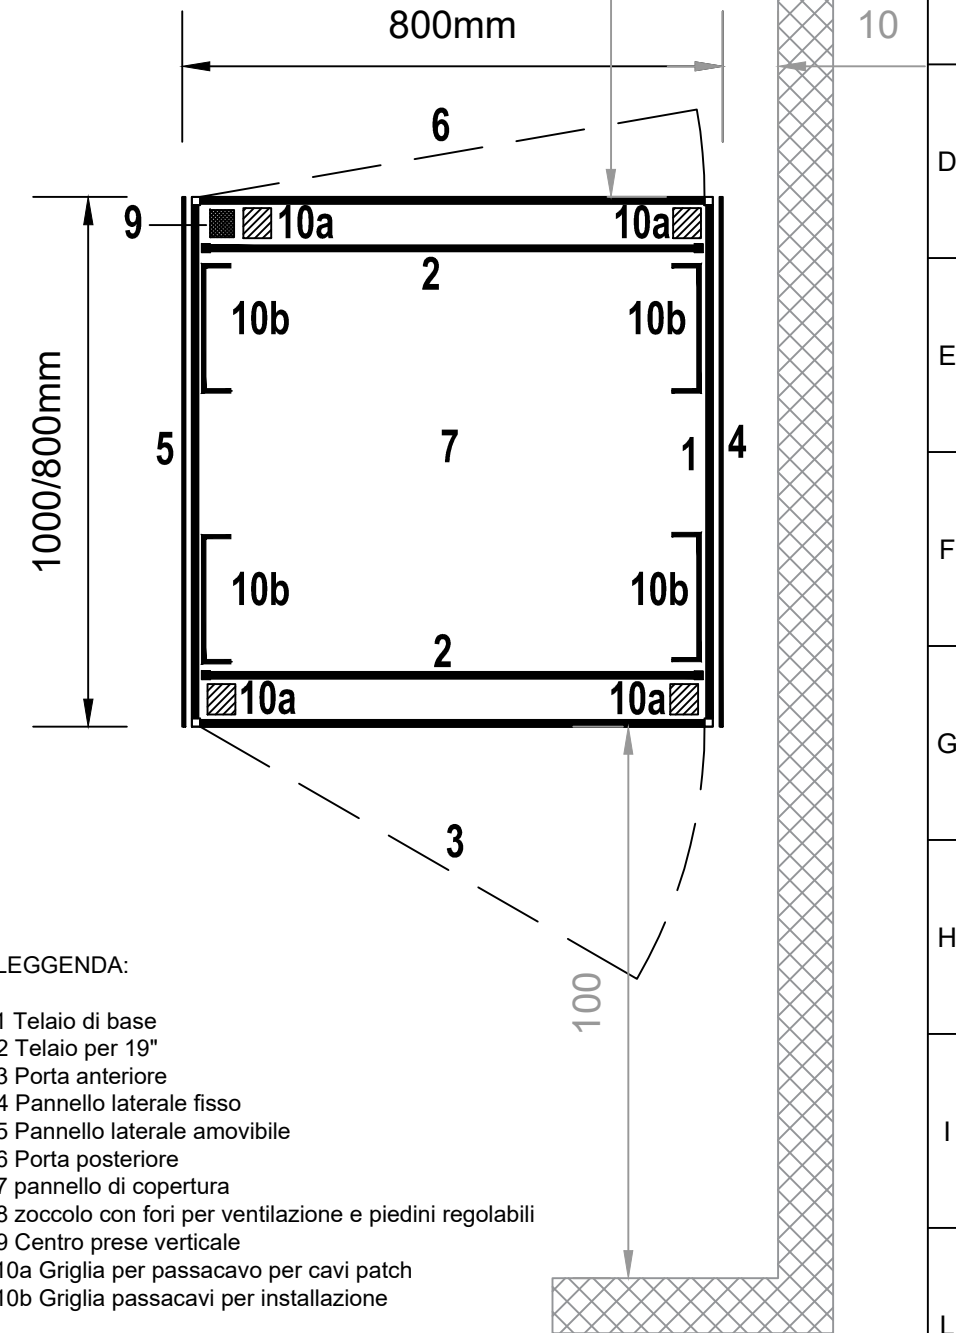 800mm
10
6
D
9
10a
10a
2
E
10b
10b
1000/800mm
5
7
1
4
F
10b
10b
2
G
10a
10a
3
H
LEGGENDA:
100
1 Telaio di base
2 Telaio per 19"
3 Porta anteriore
4 Pannello laterale fisso
5 Pannello laterale amovibile
I
6 Porta posteriore
7 pannello di copertura
8 zoccolo con fori per ventilazione e piedini regolabili
9 Centro prese verticale
10a Griglia per passacavo per cavi patch
10b Griglia passacavi per installazione
L